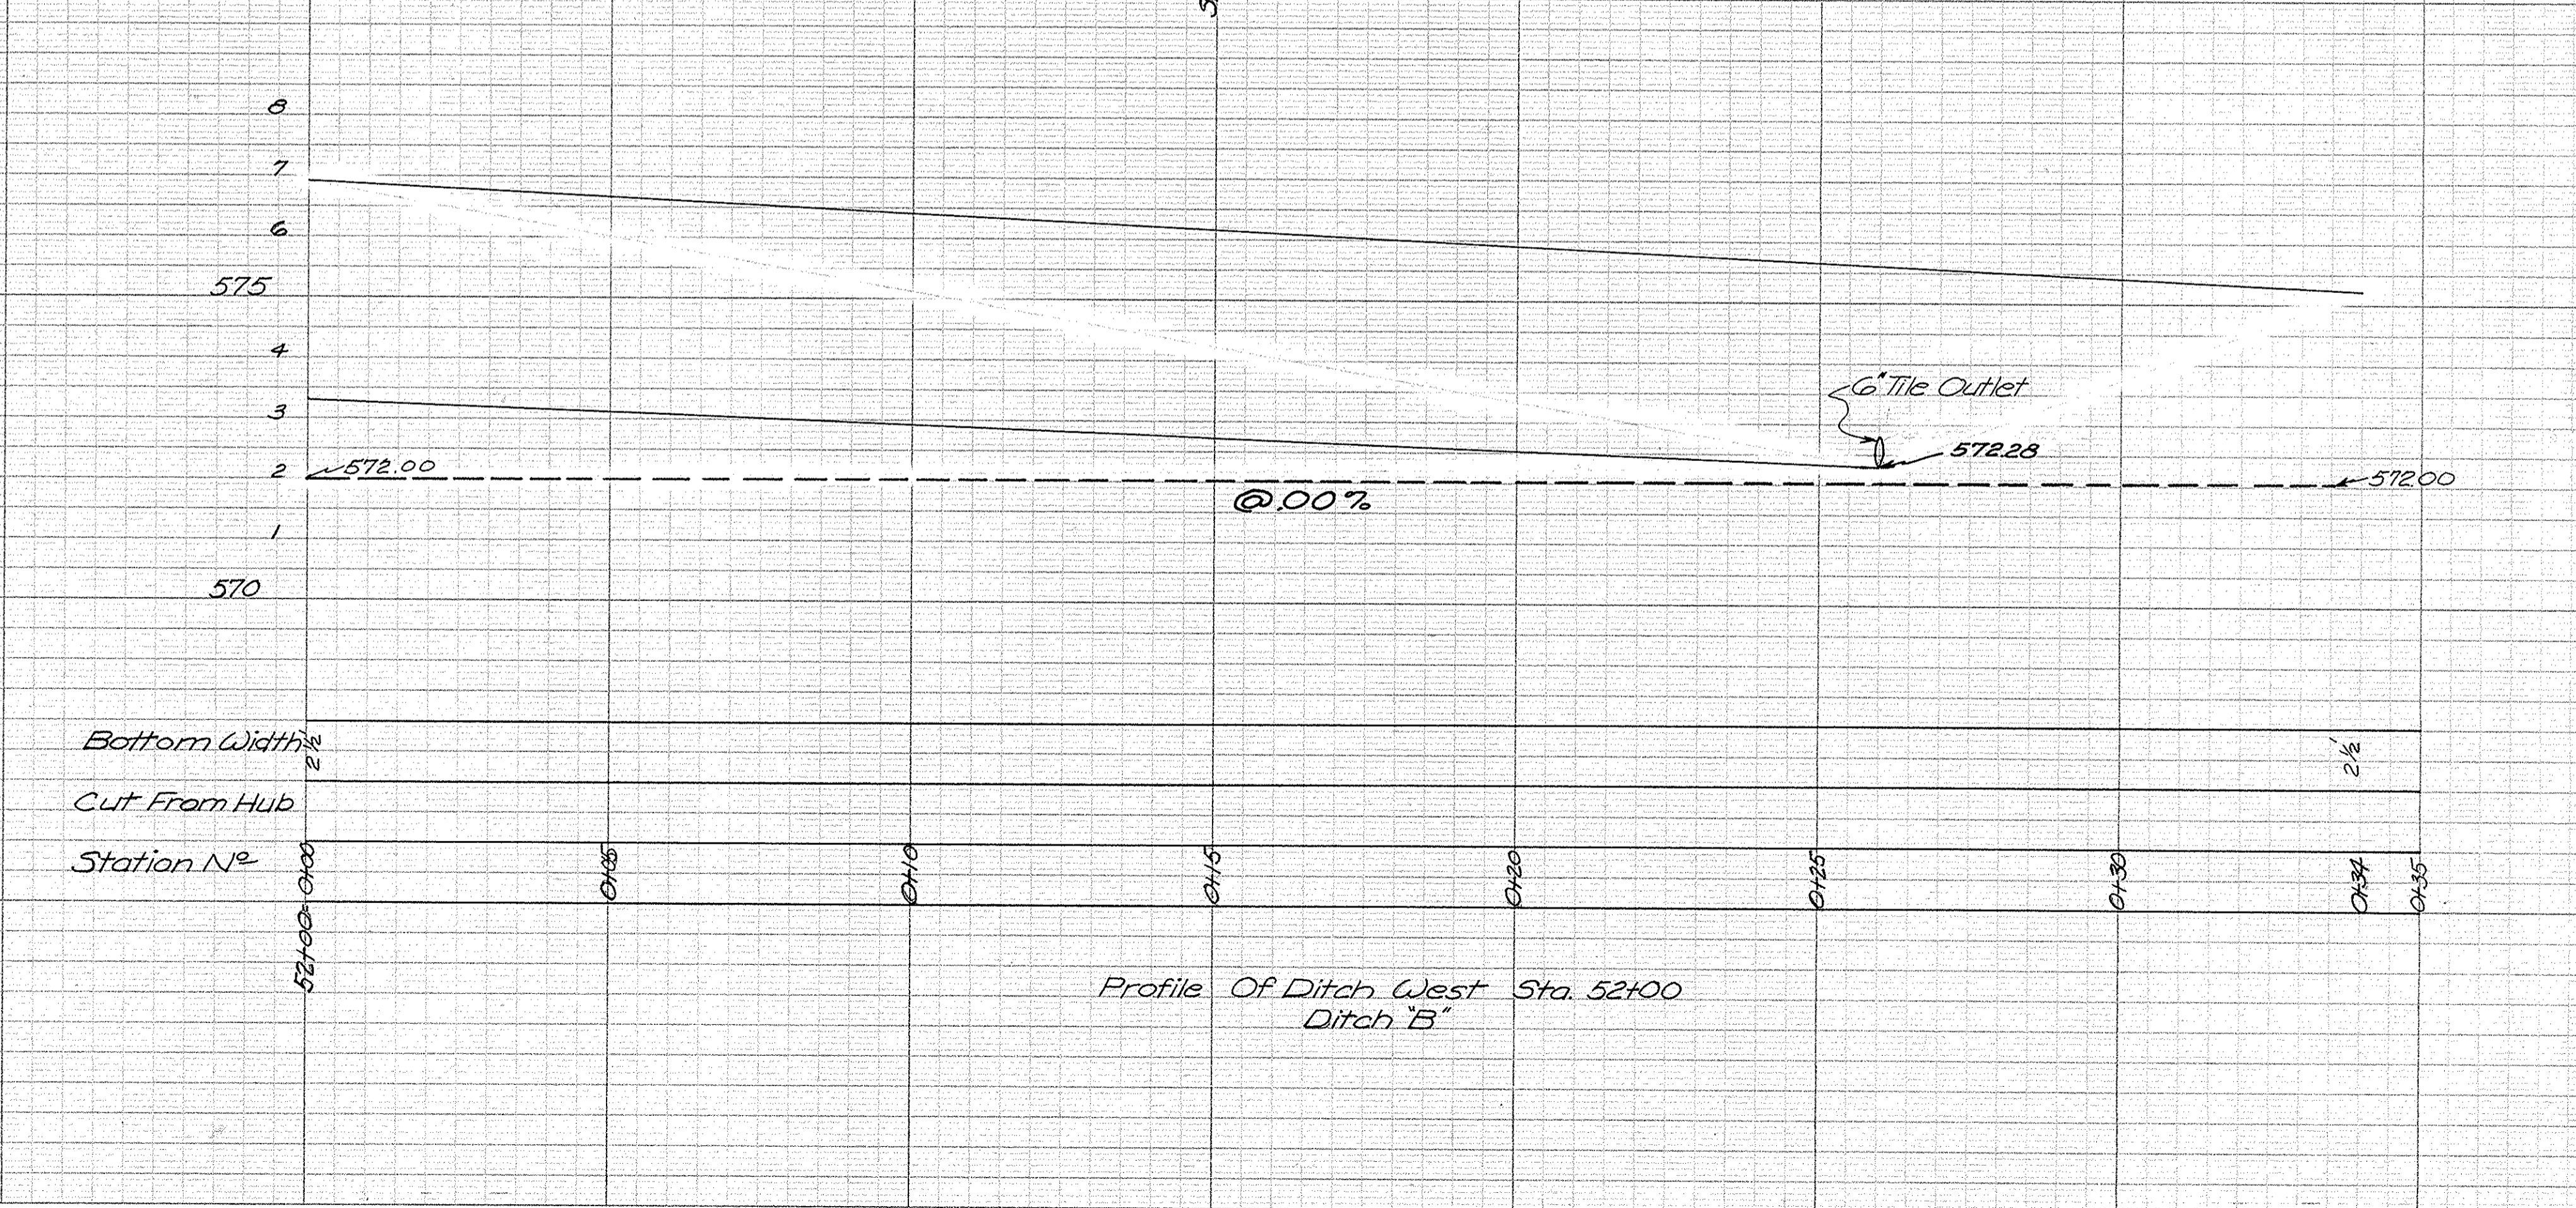 8
7
6
575
4
3
2
1
570
572.00
6" Tile Outlet
572.28
572.00
@.00%
Bottom Width 2½' 2½'
Cut From Hub
Station Nº 0+00 0+05 0+10 0+15 0+20 0+25 0+30 0+34 0+35
52+00=
Profile Of Ditch West Sta. 52+00
Ditch "B"